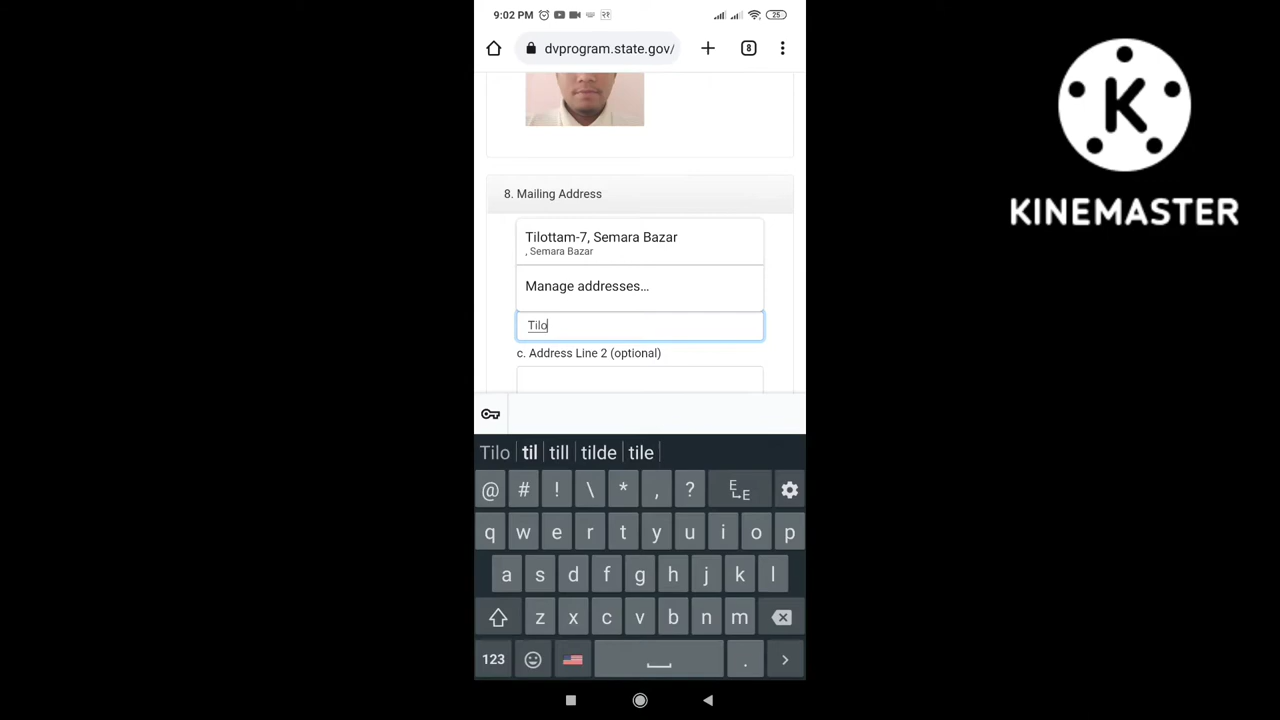 9:02 PM 25
dvprogram.state.gov/ 8
8. Mailing Address
Tilottam-7, Semara Bazar
, Semara Bazar
Manage addresses...
Tilo
c. Address Line 2 (optional)
Tilo til till tilde tile
@ # ! \ * , ? E E
q w e r t y u i o p
a s d f g h j k l
z x c v b n m
123 .
K
KINEMASTER